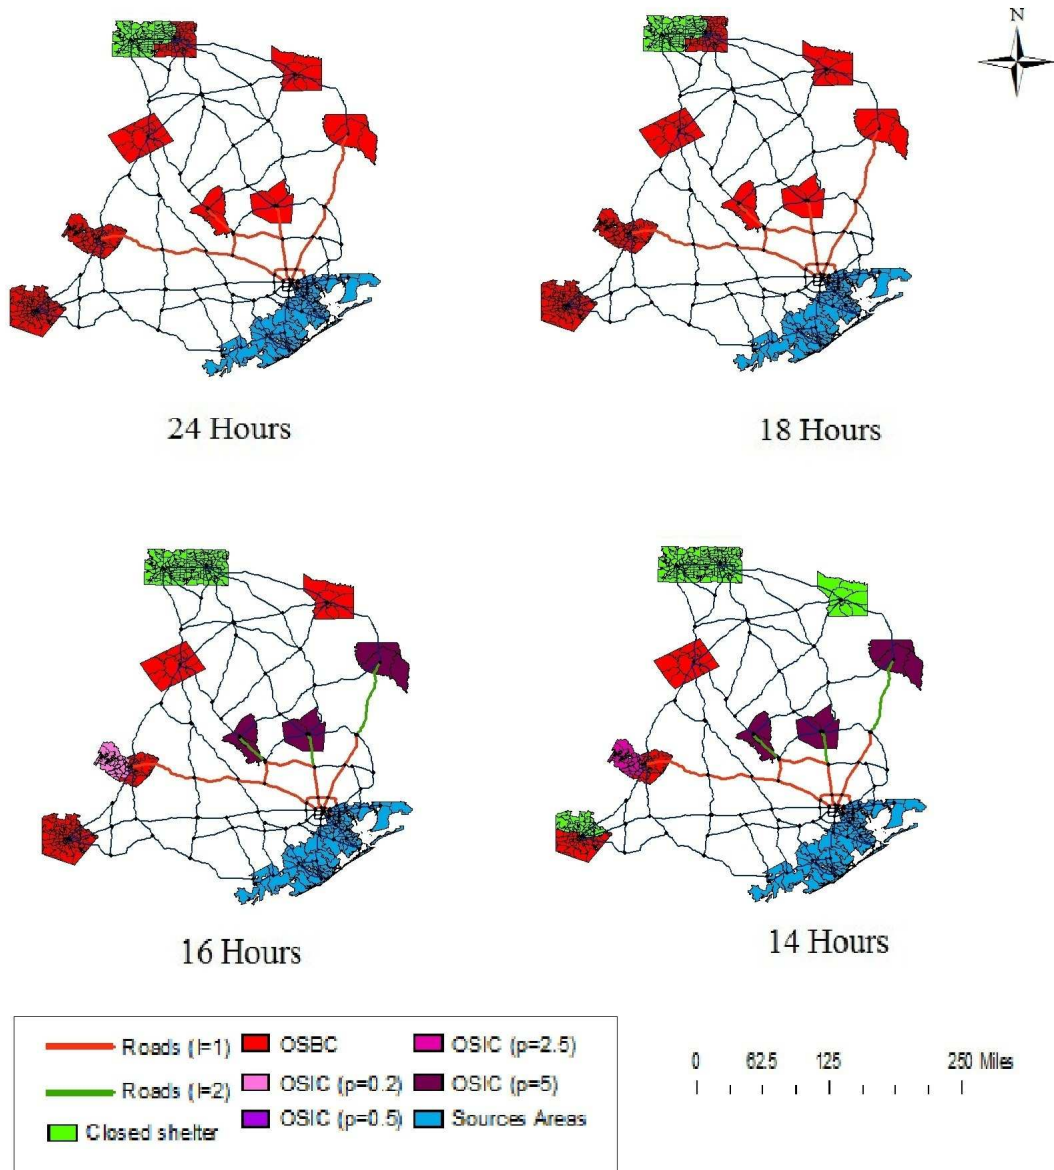 N
24 Hours
18 Hours
16 Hours
14 Hours
Roads (l=1)
OSBC
OSIC (p=2.5)
Roads (l=2)
OSIC (p=0.2)
OSIC (p=5)
Closed shelter
OSIC (p=0.5)
Sources Areas
0 62.5 125 250 Miles